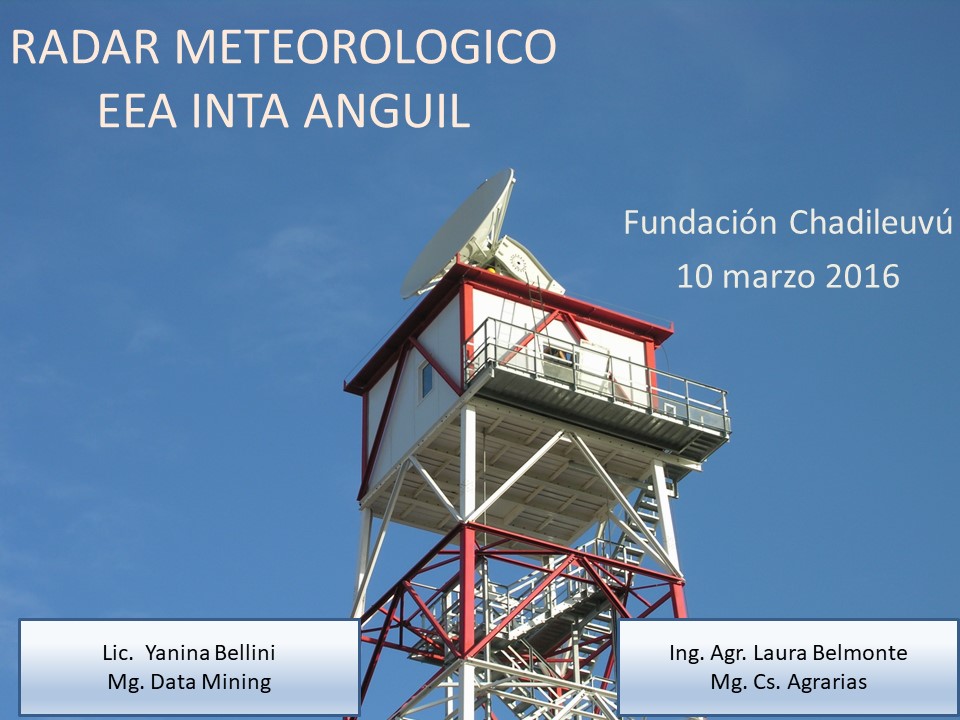 RADAR METEOROLOGICO
EEA INTA ANGUIL
Fundación Chadileuvú
10 marzo 2016
Lic. Yanina Bellini
Mg. Data Mining
Ing. Agr. Laura Belmonte
Mg. Cs. Agrarias